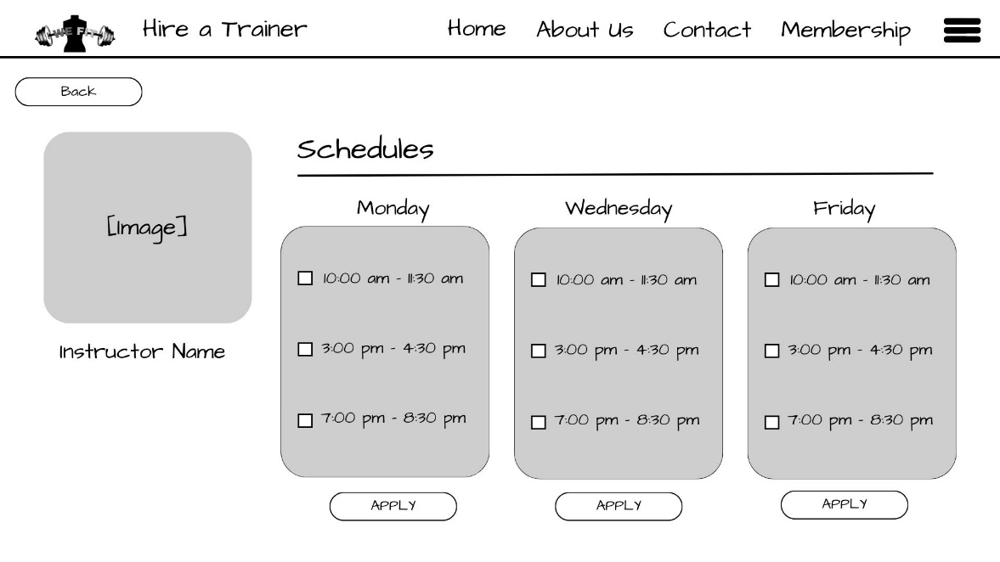 WE FIT
Hire a Trainer
Home
About Us
Contact
Membership
Back
[Image]
Instructor Name
Schedules
Monday
10:00 am - 11:30 am
3:00 pm - 4:30 pm
7:00 pm - 8:30 pm
APPLY
Wednesday
10:00 am - 11:30 am
3:00 pm - 4:30 pm
7:00 pm - 8:30 pm
APPLY
Friday
10:00 am - 11:30 am
3:00 pm - 4:30 pm
7:00 pm - 8:30 pm
APPLY